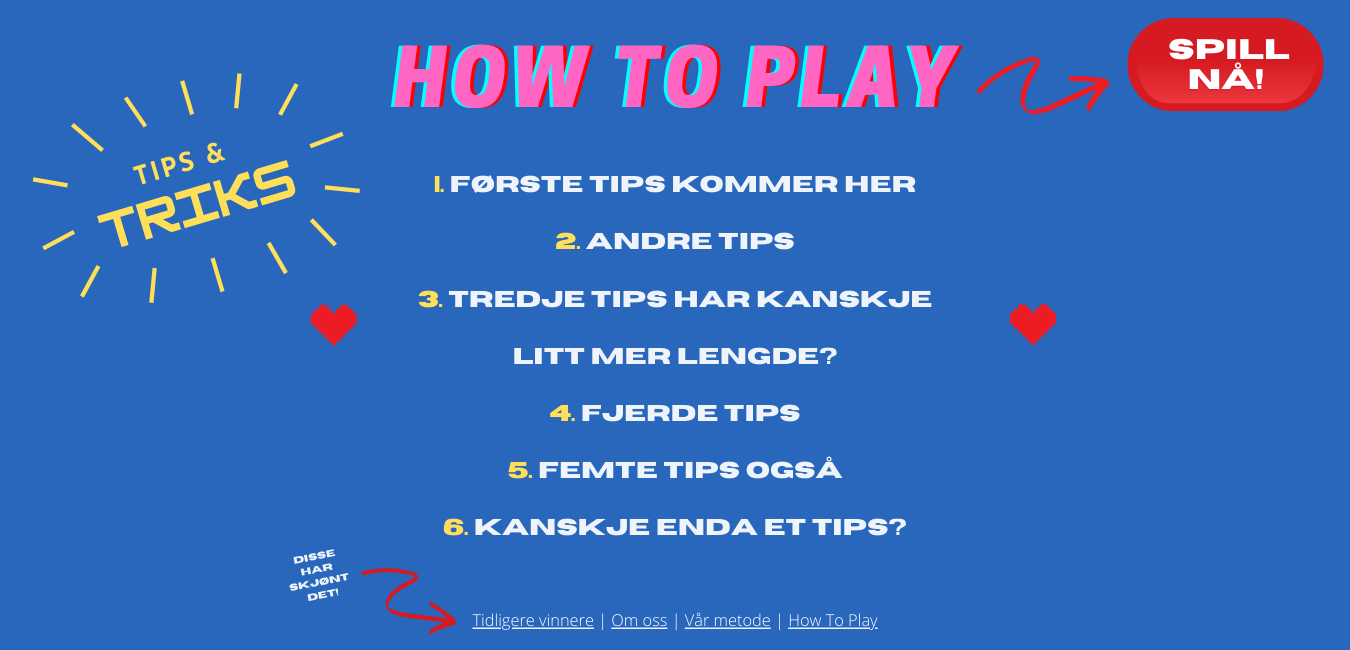 HOW TO PLAY
SPILL
NÅ!
TIPS &
TRIKS
1. FØRSTE TIPS KOMMER HER
2. ANDRE TIPS
3. TREDJE TIPS HAR KANSKJE
LITT MER LENGDE?
4. FJERDE TIPS
5. FEMTE TIPS OGSÅ
6. KANSKJE ENDA ET TIPS?
DISSE
HAR
SKJØNT
DET!
Tidligere vinnere | Om oss | Vår metode | How To Play